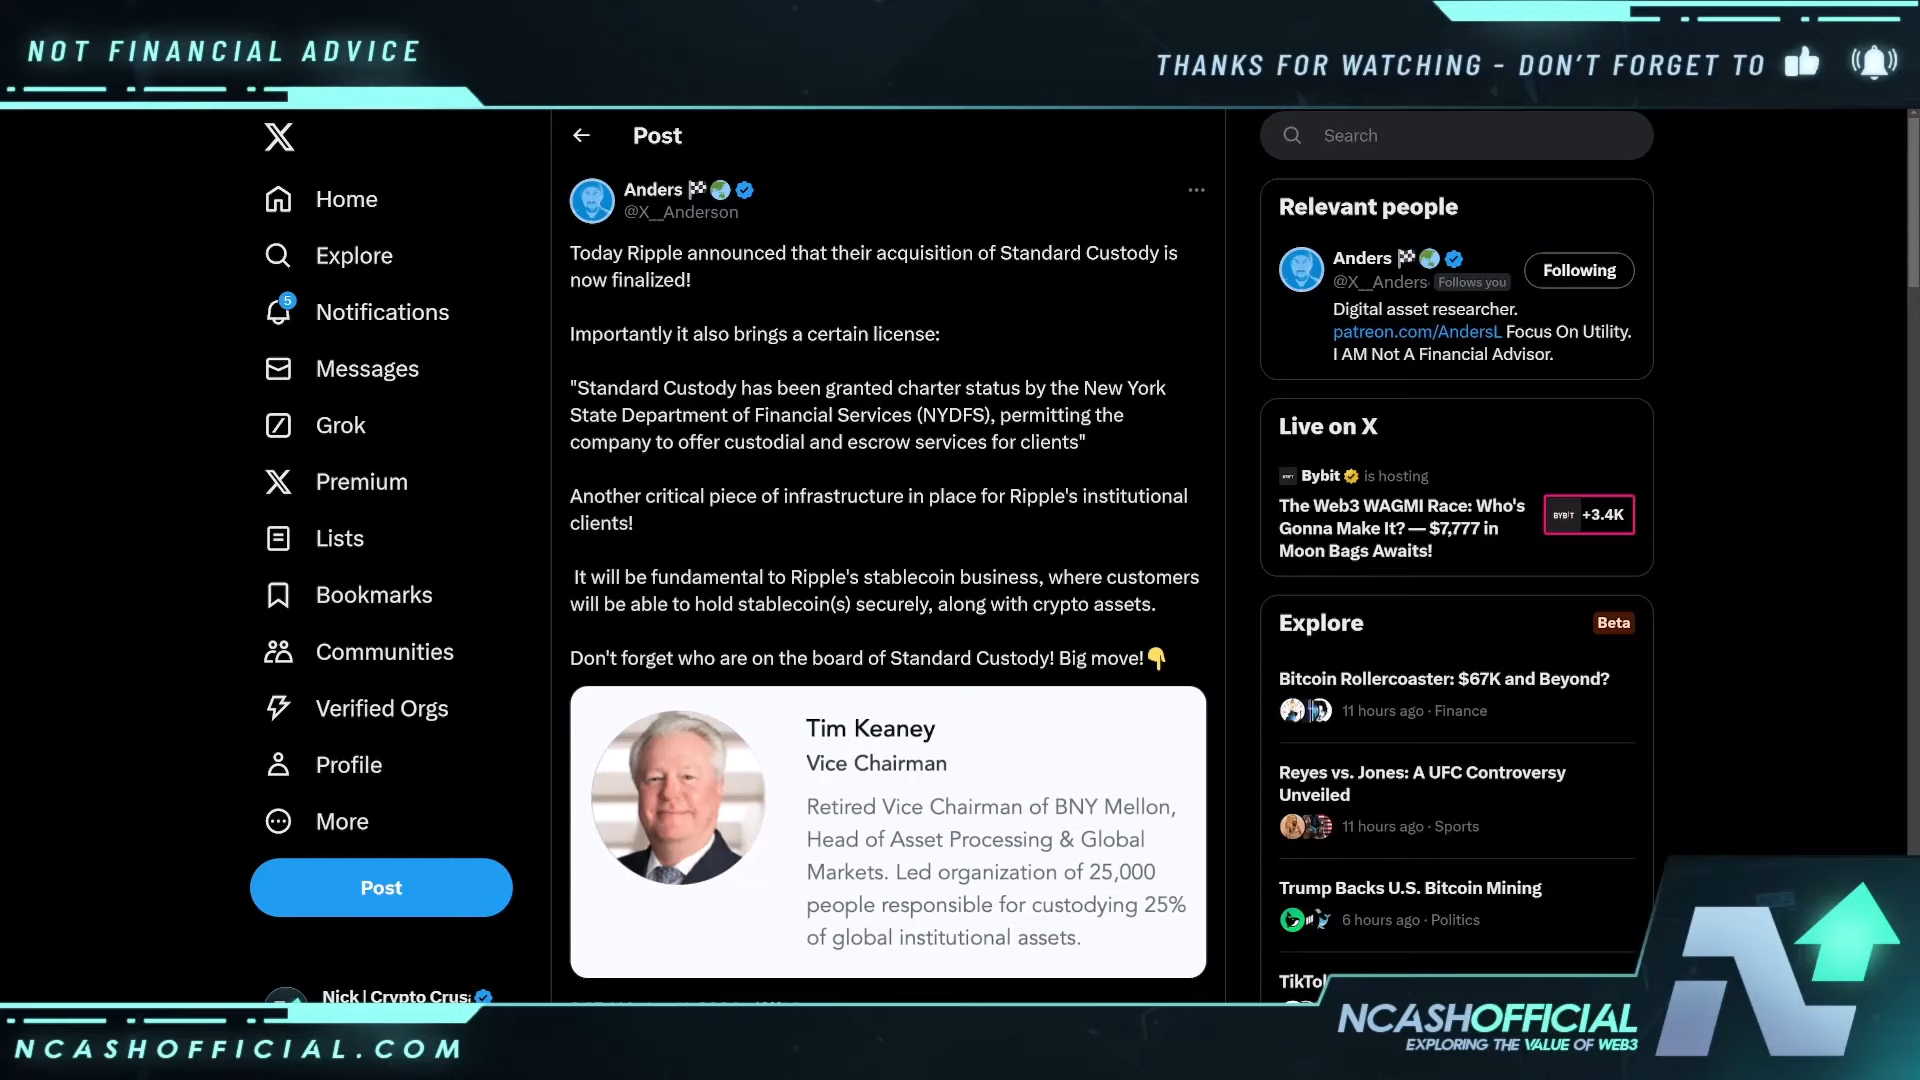 NOT FINANCIAL ADVICE
THANKS FOR WATCHING - DON'T FORGET TO
Home
Explore
5
Notifications
Messages
Grok
Premium
Lists
Bookmarks
Communities
Verified Orgs
Profile
More
Post
Nick | Crypto Crus
Post
Anders
@X__Anderson
Today Ripple announced that their acquisition of Standard Custody is
now finalized!
Importantly it also brings a certain license:
"Standard Custody has been granted charter status by the New York
State Department of Financial Services (NYDFS), permitting the
company to offer custodial and escrow services for clients"
Another critical piece of infrastructure in place for Ripple's institutional
clients!
It will be fundamental to Ripple's stablecoin business, where customers
will be able to hold stablecoin(s) securely, along with crypto assets.
Don't forget who are on the board of Standard Custody! Big move!👇
Tim Keaney
Vice Chairman
Retired Vice Chairman of BNY Mellon,
Head of Asset Processing & Global
Markets. Led organization of 25,000
people responsible for custodying 25%
of global institutional assets.
Search
Relevant people
Anders
@X__Anders Follows you
Following
Digital asset researcher.
patreon.com/AndersL Focus On Utility.
I AM Not A Financial Advisor.
Live on X
Bybit is hosting
The Web3 WAGMI Race: Who's
Gonna Make It? — $7,777 in
Moon Bags Awaits!
BYBIT +3.4K
Explore
Beta
Bitcoin Rollercoaster: $67K and Beyond?
11 hours ago · Finance
Reyes vs. Jones: A UFC Controversy
Unveiled
11 hours ago · Sports
Trump Backs U.S. Bitcoin Mining
6 hours ago · Politics
TikTo
NCASHOFFICIAL.COM
NCASHOFFICIAL
EXPLORING THE VALUE OF WEB3